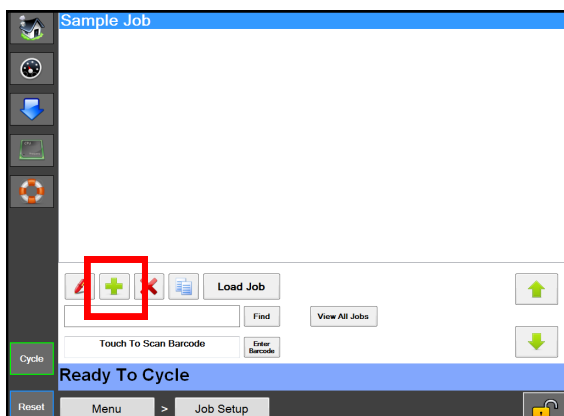 Sample Job
Load Job
Find
View All Jobs
Touch To Scan Barcode
Enter
Barcode
Cycle
Ready To Cycle
Reset
Menu
>
Job Setup